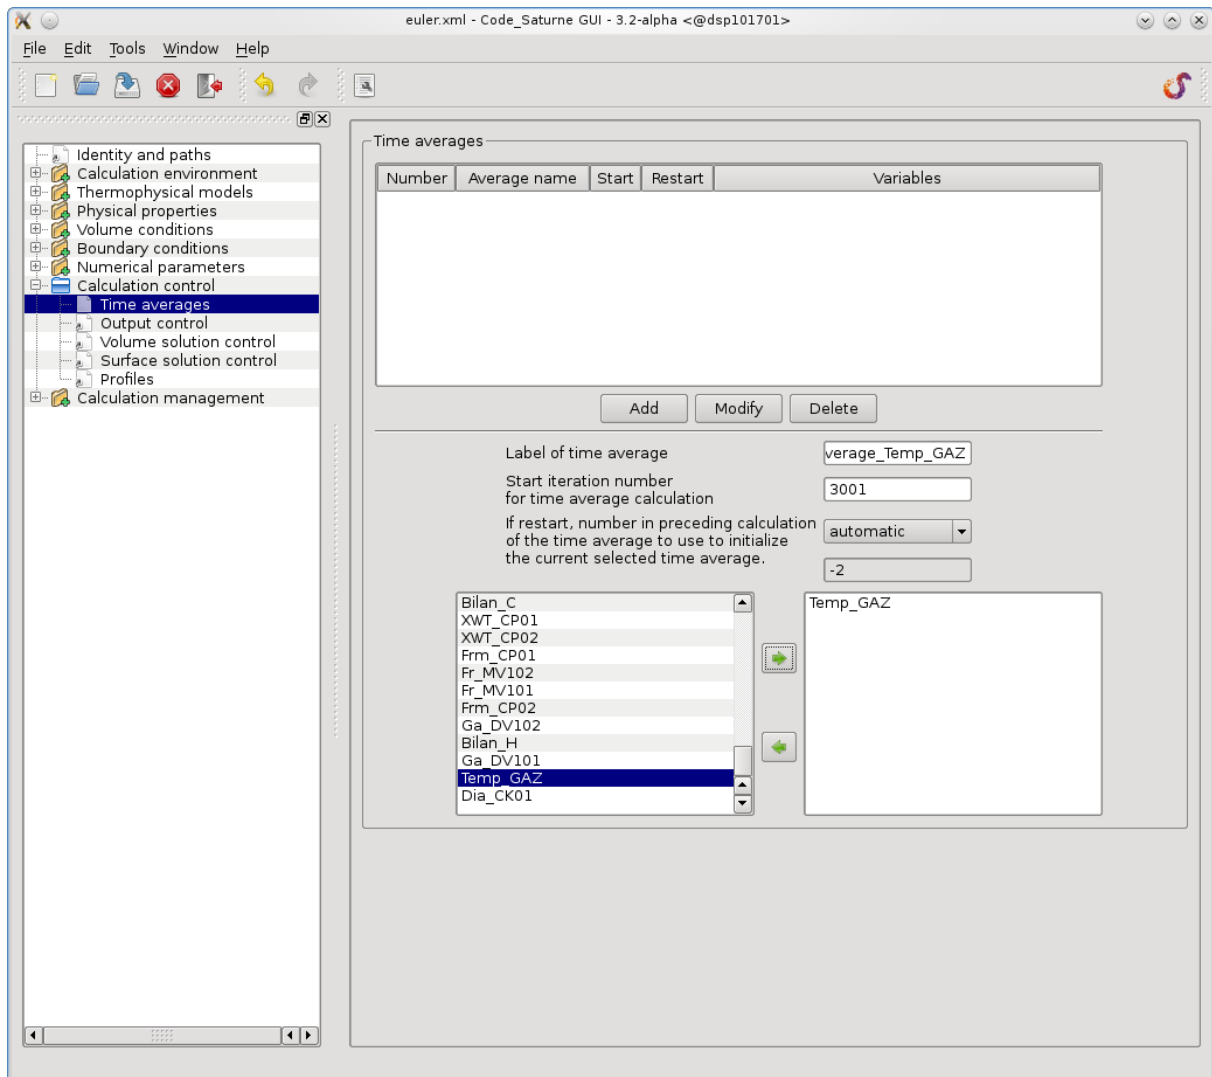 euler.xml - Code_Saturne GUI - 3.2-alpha <@dsp101701>
File Edit Tools Window Help
Identity and paths
Calculation environment
Thermophysical models
Physical properties
Volume conditions
Boundary conditions
Numerical parameters
Calculation control
Time averages
Output control
Volume solution control
Surface solution control
Profiles
Calculation management
Time averages
Number Average name Start Restart Variables
Add Modify Delete
Label of time average
verage_Temp_GAZ
Start iteration number
for time average calculation
3001
If restart, number in preceding calculation
of the time average to use to initialize
the current selected time average.
automatic
-2
Bilan_C
XWT_CP01
XWT_CP02
Frm_CP01
Fr_MV102
Fr_MV101
Frm_CP02
Ga_DV102
Bilan_H
Ga_DV101
Temp_GAZ
Dia_CK01
Temp_GAZ